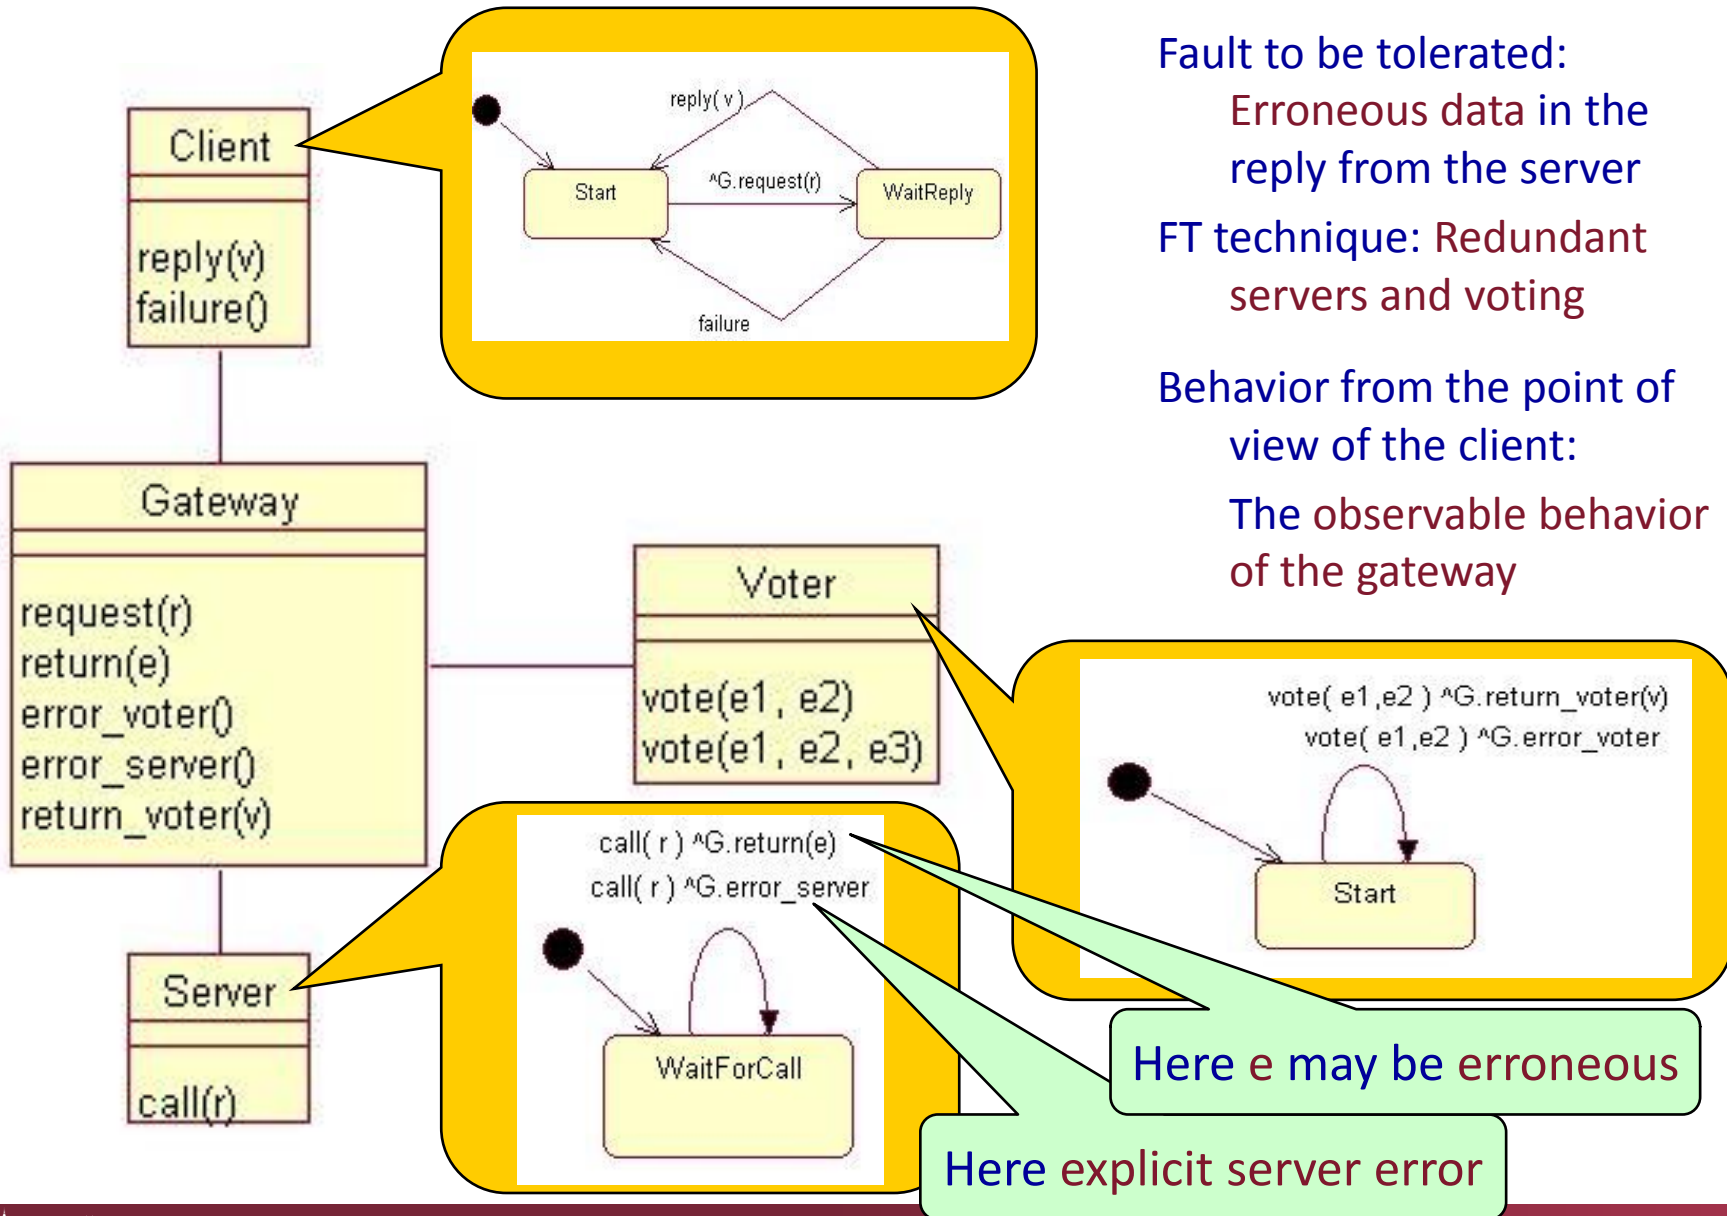 Fault to be tolerated:
Erroneous data in the
reply from the server
FT technique: Redundant
servers and voting
Behavior from the point of
view of the client:
The observable behavior
of the gateway
Client
reply(v)
failure()
reply( v )
Start
^G.request(r)
WaitReply
failure
Gateway
request(r)
return(e)
error_voter()
error_server()
return_voter(v)
Voter
vote(e1, e2)
vote(e1, e2, e3)
vote( e1,e2 ) ^G.return_voter(v)
vote( e1,e2 ) ^G.error_voter
Start
Server
call(r)
call( r ) ^G.return(e)
call( r ) ^G.error_server
WaitForCall
Here e may be erroneous
Here explicit server error